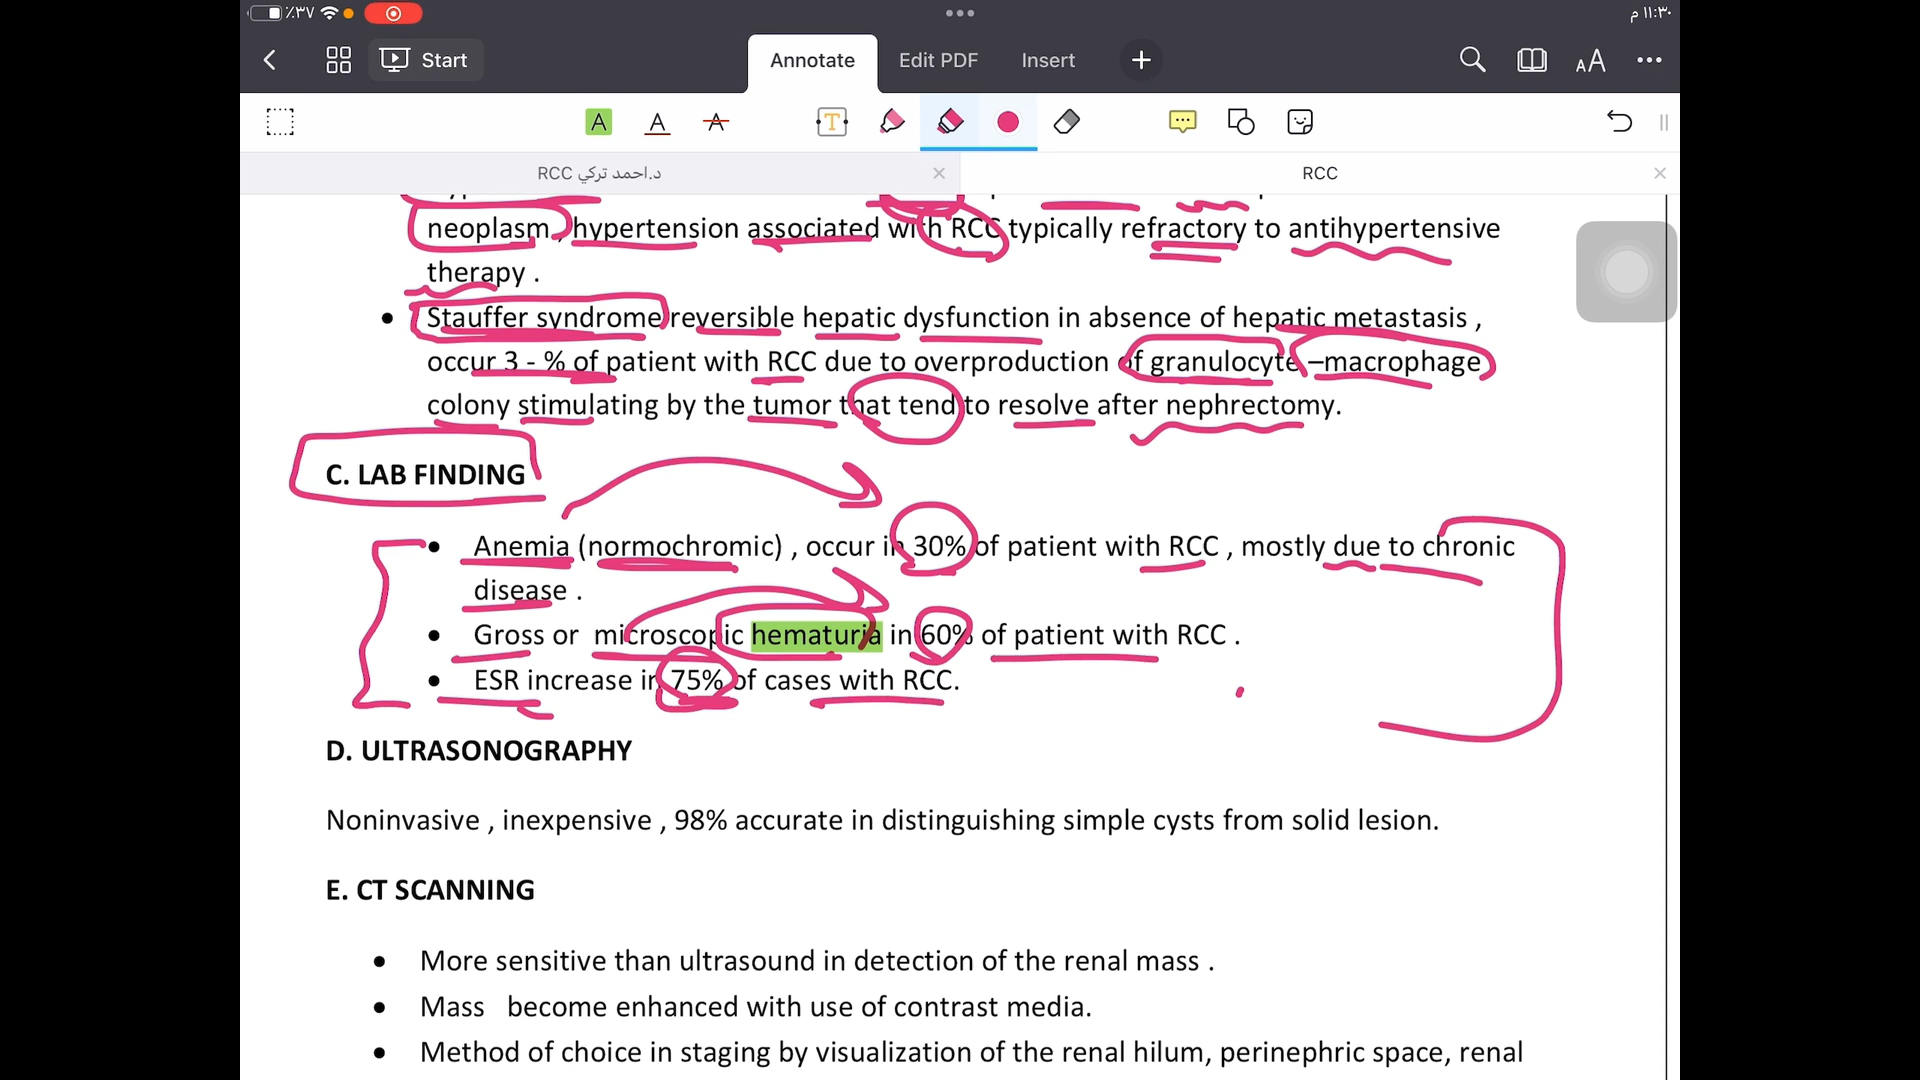 ٪٣٧
١١:٣٠ م
Start
Annotate
Edit PDF
Insert
RCC د.احمد تركي
RCC
neoplasm , hypertension associated with RCC typically refractory to antihypertensive
therapy .
• Stauffer syndrome reversible hepatic dysfunction in absence of hepatic metastasis ,
occur 3 - % of patient with RCC due to overproduction of granulocyte –macrophage
colony stimulating by the tumor that tend to resolve after nephrectomy.
C. LAB FINDING
• Anemia (normochromic) , occur in 30% of patient with RCC , mostly due to chronic
disease .
• Gross or microscopic hematuria in 60% of patient with RCC .
• ESR increase in 75% of cases with RCC.
D. ULTRASONOGRAPHY
Noninvasive , inexpensive , 98% accurate in distinguishing simple cysts from solid lesion.
E. CT SCANNING
• More sensitive than ultrasound in detection of the renal mass .
• Mass become enhanced with use of contrast media.
• Method of choice in staging by visualization of the renal hilum, perinephric space, renal